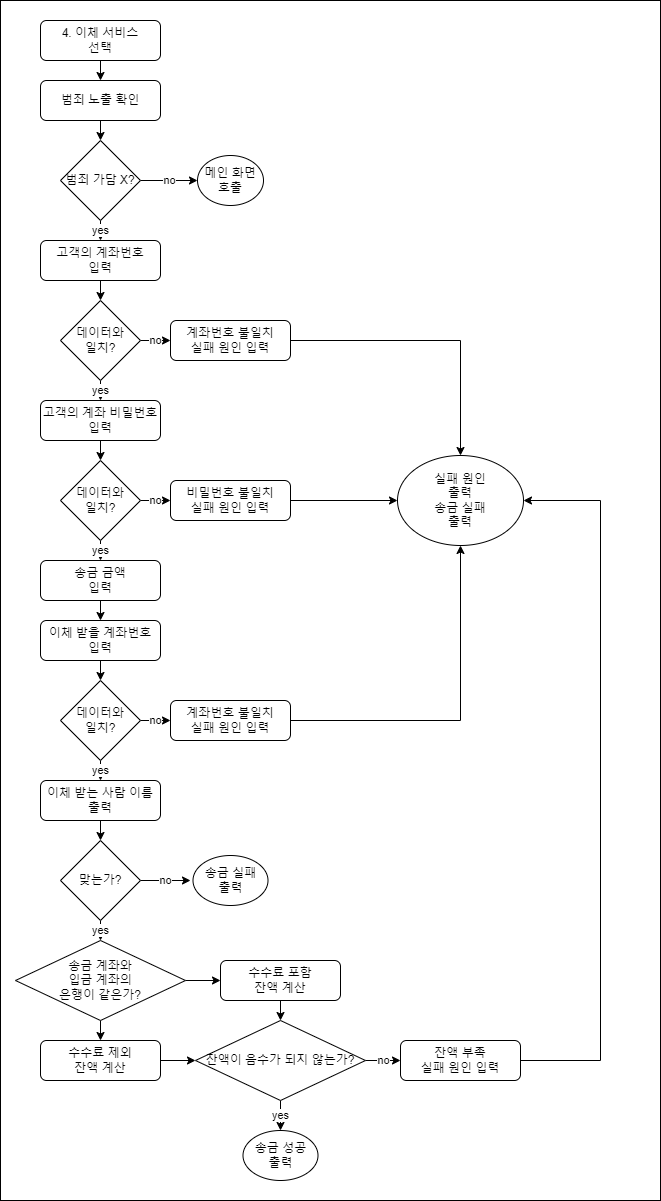 4. 이체 서비스
선택
범죄 노출 확인
범죄 가담 X?
no
메인 화면
호출
yes
고객의 계좌번호
입력
데이터와
일치?
no
계좌번호 불일치
실패 원인 입력
yes
고객의 계좌 비밀번호
입력
데이터와
일치?
no
비밀번호 불일치
실패 원인 입력
실패 원인
출력
송금 실패
출력
yes
송금 금액
입력
이체 받을 계좌번호
입력
데이터와
일치?
no
계좌번호 불일치
실패 원인 입력
yes
이체 받는 사람 이름
출력
맞는가?
no
송금 실패
출력
yes
송금 계좌와
입금 계좌의
은행이 같은가?
수수료 포함
잔액 계산
수수료 제외
잔액 계산
잔액이 음수가 되지 않는가?
no
잔액 부족
실패 원인 입력
yes
송금 성공
출력